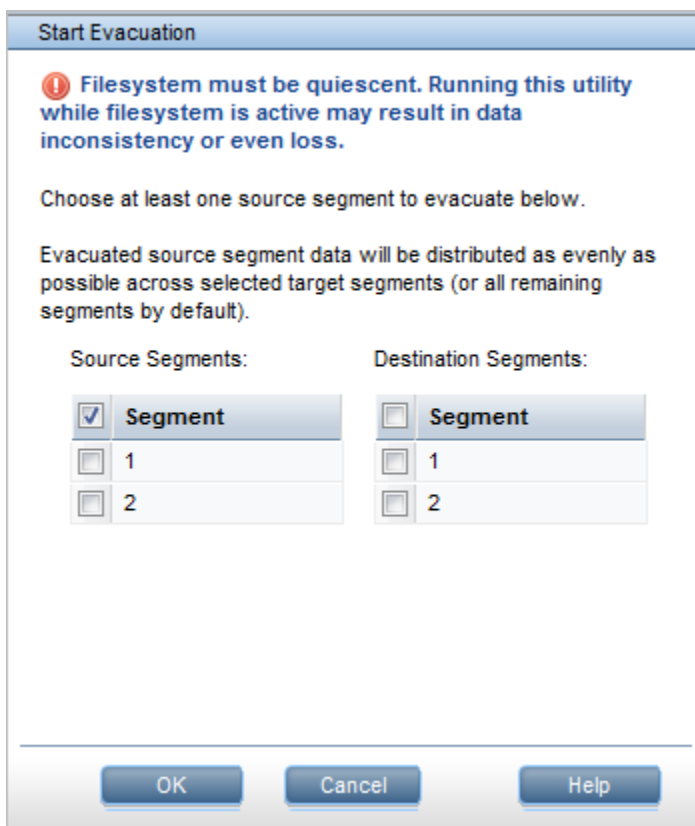 Start Evacuation
Filesystem must be quiescent. Running this utility
while filesystem is active may result in data
inconsistency or even loss.
Choose at least one source segment to evacuate below.
Evacuated source segment data will be distributed as evenly as
possible across selected target segments (or all remaining
segments by default).
Source Segments: Destination Segments:
Segment Segment
1 1
2 2
OK Cancel Help